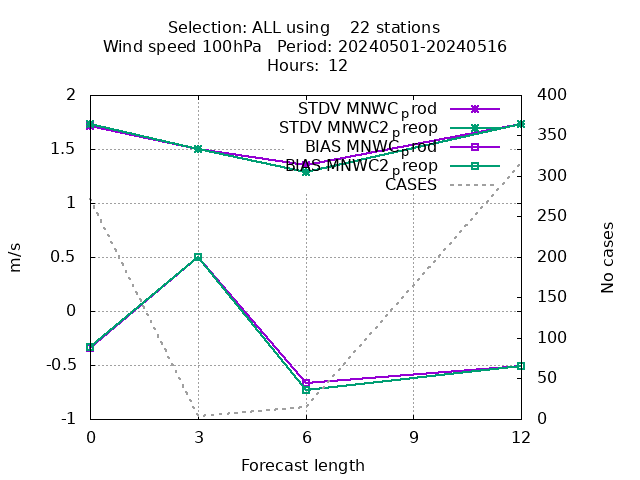 Selection: ALL using 22 stations
Wind speed 100hPa Period: 20240501-20240516
Hours: 12
2
1.5
1
0.5
0
-0.5
-1
400
350
300
250
200
150
100
50
0
STDV MNWC_prod
STDV MNWC2_preop
BIAS MNWC_prod
BIAS MNWC2_preop
CASES
m/s
No cases
0 3 6 9 12
Forecast length